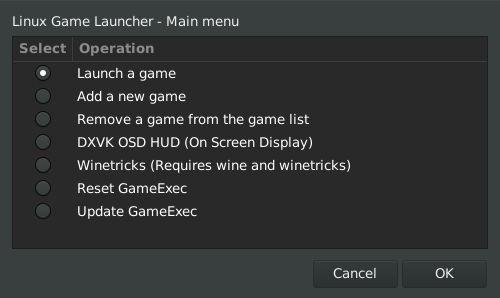 Linux Game Launcher - Main menu
Select Operation
Launch a game
Add a new game
Remove a game from the game list
DXVK OSD HUD (On Screen Display)
Winetricks (Requires wine and winetricks)
Reset GameExec
Update GameExec
Cancel OK